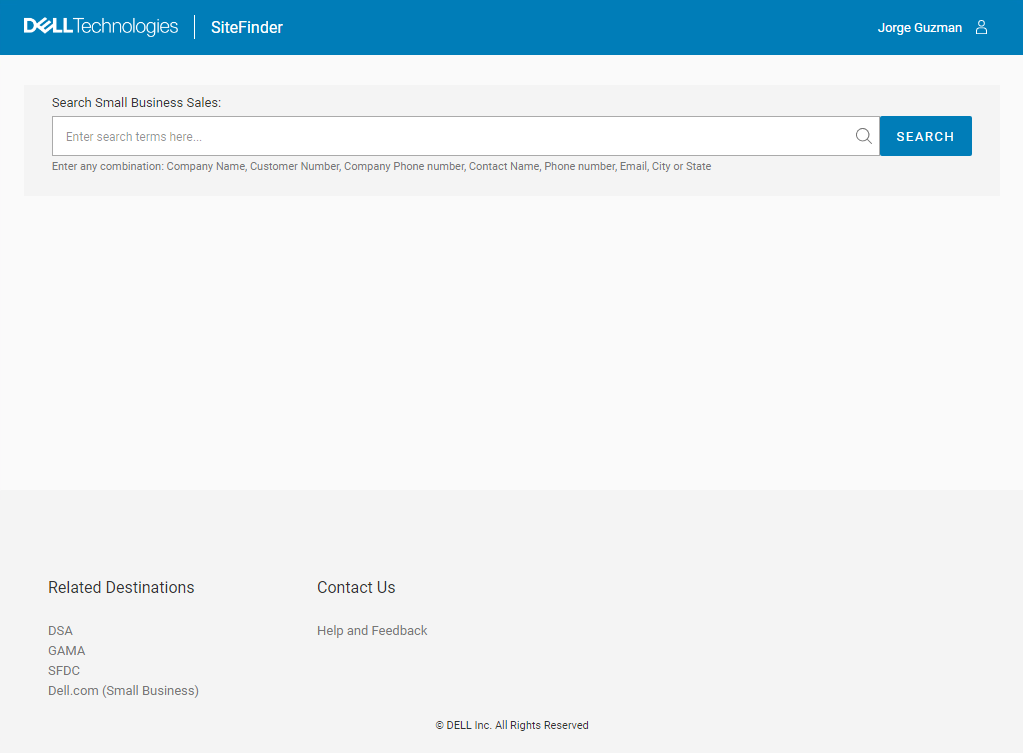 DELLTechnologies | SiteFinder
Jorge Guzman
Search Small Business Sales:
Enter search terms here...
SEARCH
Enter any combination: Company Name, Customer Number, Company Phone number, Contact Name, Phone number, Email, City or State
Related Destinations
DSA
GAMA
SFDC
Dell.com (Small Business)
Contact Us
Help and Feedback
© DELL Inc. All Rights Reserved